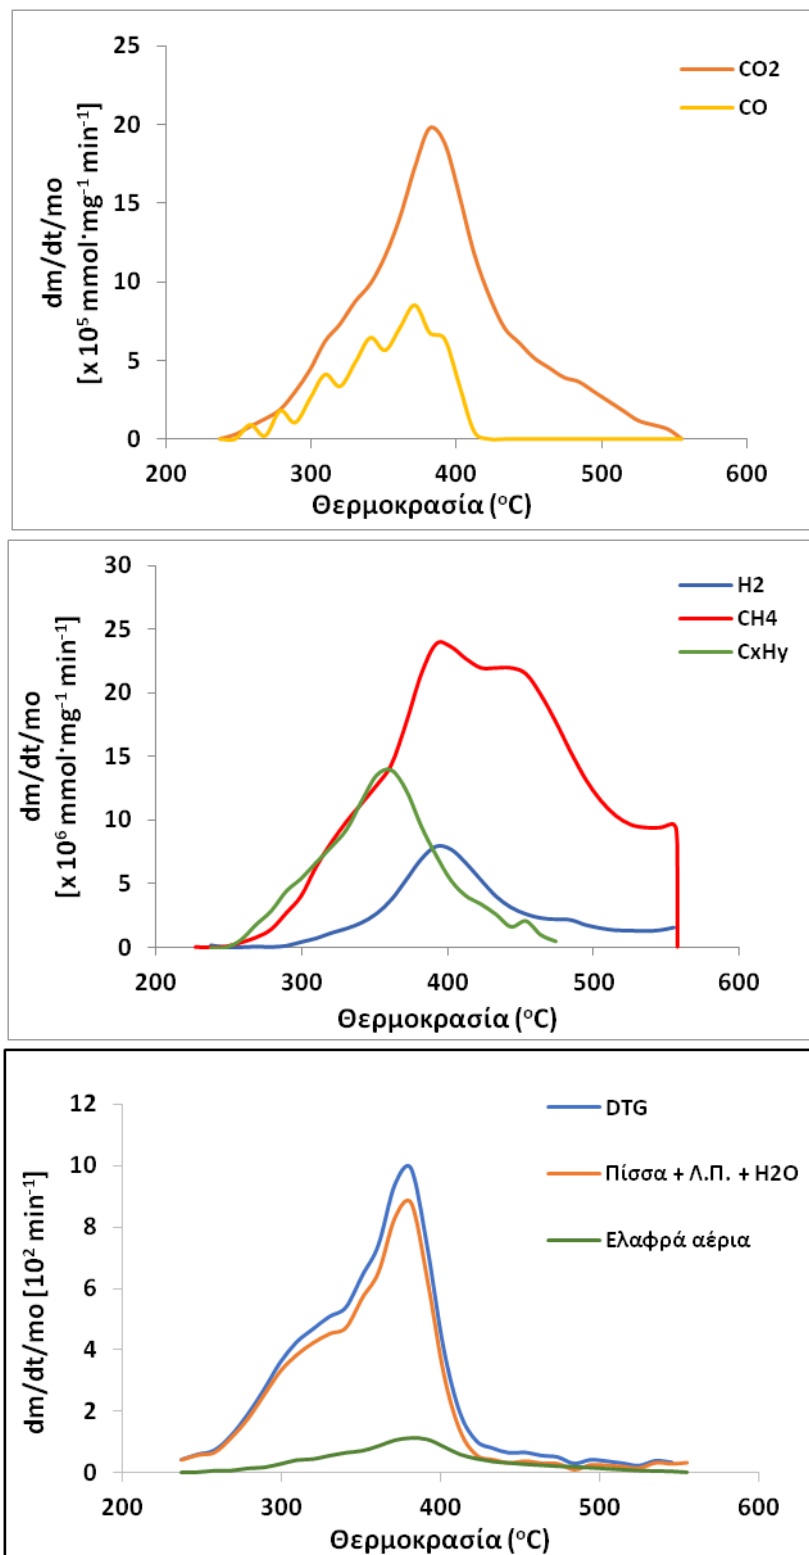 25
20
15
10
5
0
dm/dt/mo
[x 10⁵ mmol·mg⁻¹ min⁻¹]
CO2
CO
200 300 400 500 600
Θερμοκρασία (°C)
30
25
20
15
10
5
0
dm/dt/mo
[x 10⁶ mmol·mg⁻¹ min⁻¹]
H2
CH4
CxHy
200 300 400 500 600
Θερμοκρασία (°C)
12
10
8
6
4
2
0
dm/dt/mo [10² min⁻¹]
DTG
Πίσσα + Λ.Π. + H2O
Ελαφρά αέρια
200 300 400 500 600
Θερμοκρασία (°C)